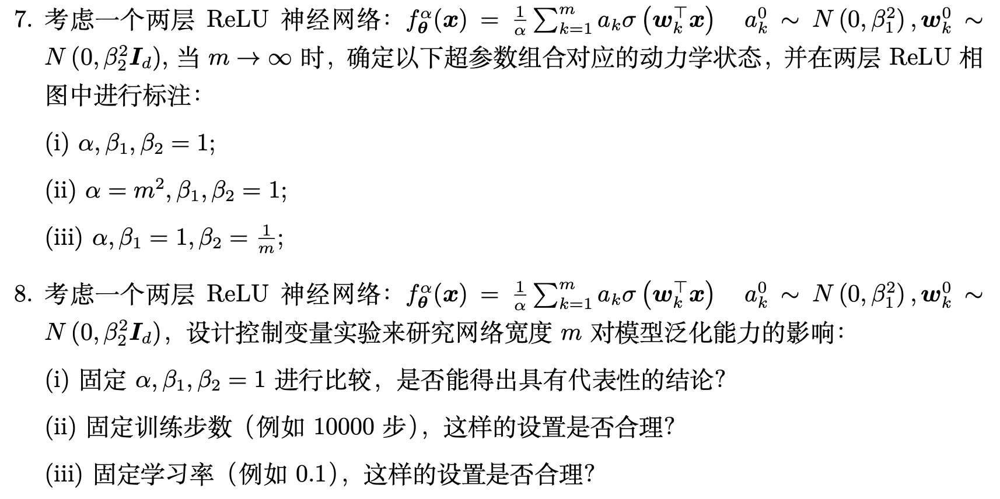 7. 考虑一个两层 ReLU 神经网络：$f_{\boldsymbol{\theta}}^{\alpha}(\boldsymbol{x}) = \frac{1}{\alpha} \sum_{k=1}^{m} a_k \sigma \left( \boldsymbol{w}_k^{\top} \boldsymbol{x} \right) \quad a_k^0 \sim N \left( 0, \beta_1^2 \right), \boldsymbol{w}_k^0 \sim$
$N \left( 0, \beta_2^2 \boldsymbol{I}_d \right)$, 当 $m \to \infty$ 时，确定以下超参数组合对应的动力学状态，并在两层 ReLU 相
图中进行标注：
(i) $\alpha, \beta_1, \beta_2 = 1$;
(ii) $\alpha = m^2, \beta_1, \beta_2 = 1$;
(iii) $\alpha, \beta_1 = 1, \beta_2 = \frac{1}{m}$;
8. 考虑一个两层 ReLU 神经网络：$f_{\boldsymbol{\theta}}^{\alpha}(\boldsymbol{x}) = \frac{1}{\alpha} \sum_{k=1}^{m} a_k \sigma \left( \boldsymbol{w}_k^{\top} \boldsymbol{x} \right) \quad a_k^0 \sim N \left( 0, \beta_1^2 \right), \boldsymbol{w}_k^0 \sim$
$N \left( 0, \beta_2^2 \boldsymbol{I}_d \right)$，设计控制变量实验来研究网络宽度 $m$ 对模型泛化能力的影响：
(i) 固定 $\alpha, \beta_1, \beta_2 = 1$ 进行比较，是否能得出具有代表性的结论？
(ii) 固定训练步数（例如 10000 步），这样的设置是否合理？
(iii) 固定学习率（例如 0.1），这样的设置是否合理？